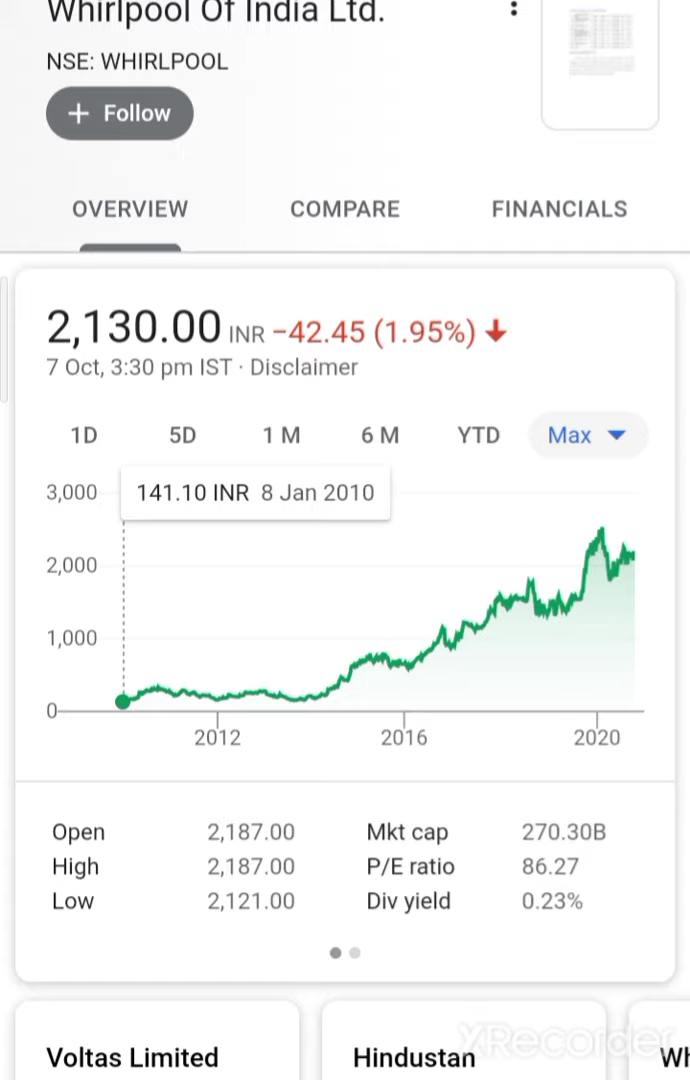 Whirlpool Of India Ltd.
NSE: WHIRLPOOL
+ Follow
OVERVIEW COMPARE FINANCIALS
2,130.00 INR −42.45 (1.95%)
7 Oct, 3:30 pm IST · Disclaimer
1D 5D 1 M 6 M YTD Max
141.10 INR 8 Jan 2010
3,000
2,000
1,000
0
2012 2016 2020
Open 2,187.00 Mkt cap 270.30B
High 2,187.00 P/E ratio 86.27
Low 2,121.00 Div yield 0.23%
XRecorder
Voltas Limited Hindustan Wh